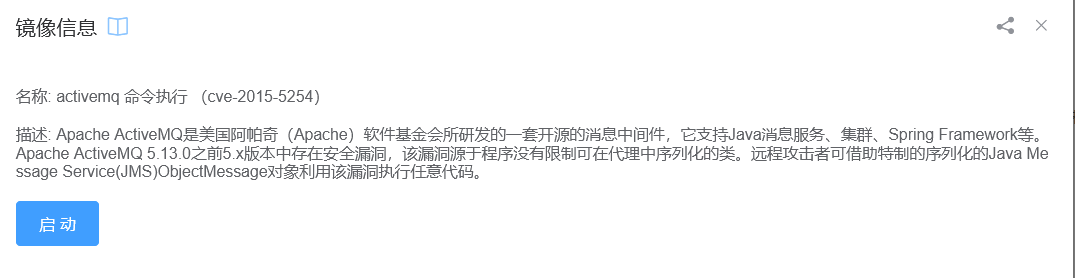 镜像信息
名称: activemq 命令执行 （cve-2015-5254）
描述: Apache ActiveMQ是美国阿帕奇（Apache）软件基金会所研发的一套开源的消息中间件，它支持Java消息服务、集群、Spring Framework等。
Apache ActiveMQ 5.13.0之前5.x版本中存在安全漏洞，该漏洞源于程序没有限制可在代理中序列化的类。远程攻击者可借助特制的序列化的Java Me
ssage Service(JMS)ObjectMessage对象利用该漏洞执行任意代码。
启动